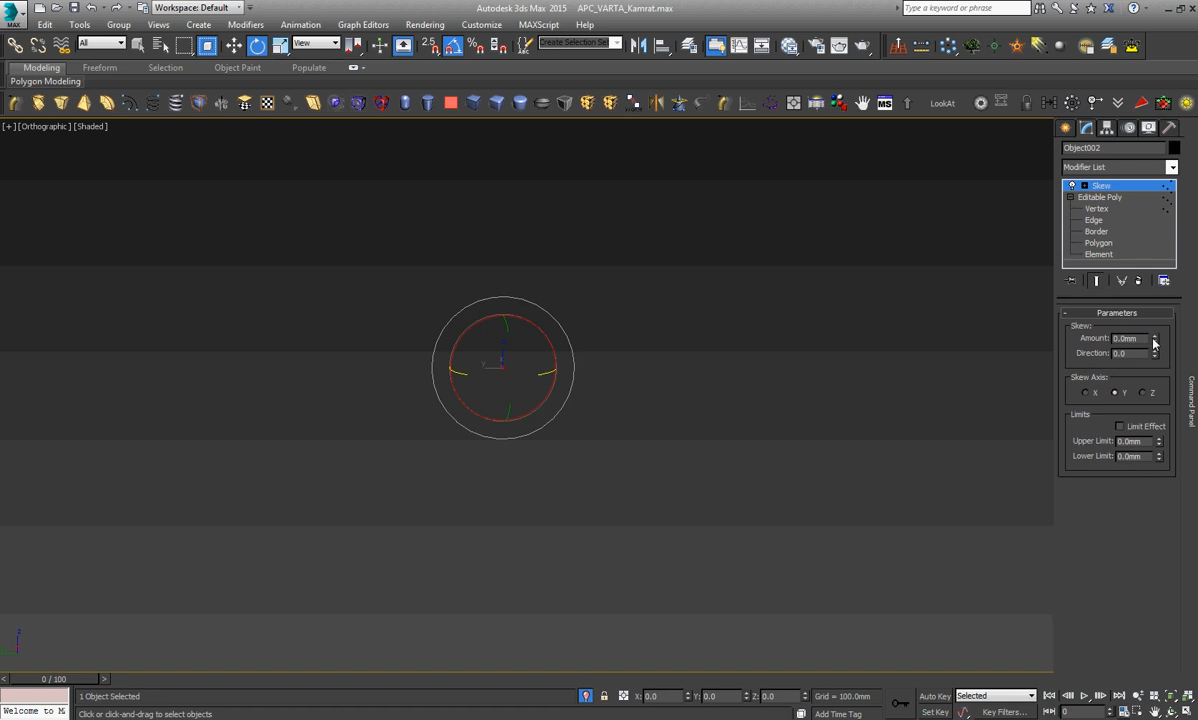 Autodesk 3ds Max 2015 APC_VARTA_Kamrat.max
Workspace: Default
Type a keyword or phrase
MAX
Edit Tools Group Views Create Modifiers Animation Graph Editors Rendering Customize MAXScript Help
All
View
2.5
Create Selection Set
Modeling Freeform Selection Object Paint Populate
Polygon Modeling
MS
LookAt
[+] [Orthographic] [Shaded]
Object002
Modifier List
Skew
Editable Poly
Vertex
Edge
Border
Polygon
Element
Parameters
Skew:
Amount: 0.0mm
Direction: 0.0
Skew Axis:
X Y Z
Limits
Limit Effect
Upper Limit: 0.0mm
Lower Limit: 0.0mm
Command Panel
z
0 / 100
1 Object Selected
X: 0.0 Y: 0.0 Z: 0.0 Grid = 100.0mm
Auto Key Selected
Welcome to M
Click or click-and-drag to select objects
Add Time Tag
Set Key Key Filters...
0